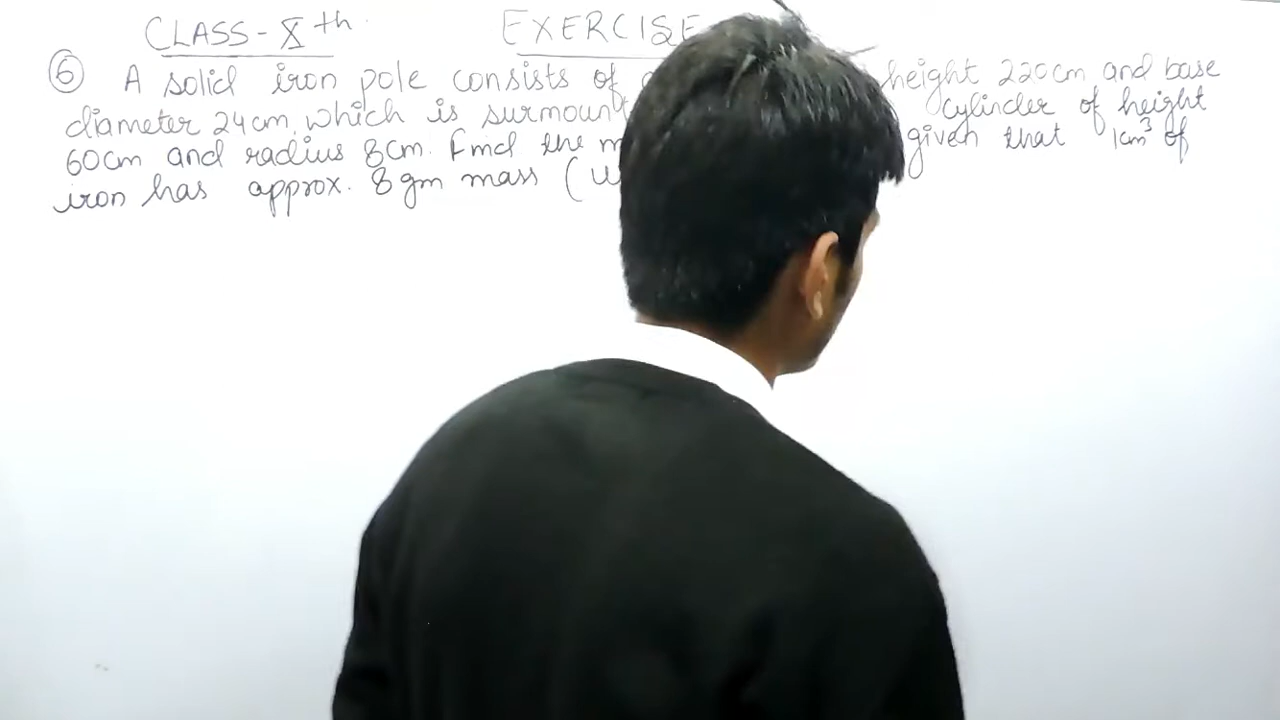 CLASS-Xth EXERCISE
⑥ A solid iron pole consists of height 220cm and base
diameter 24cm, which is surmount cylinder of height
60cm and radius 8cm. Find the given that 1cm³ of
iron has approx. 8gm mass (